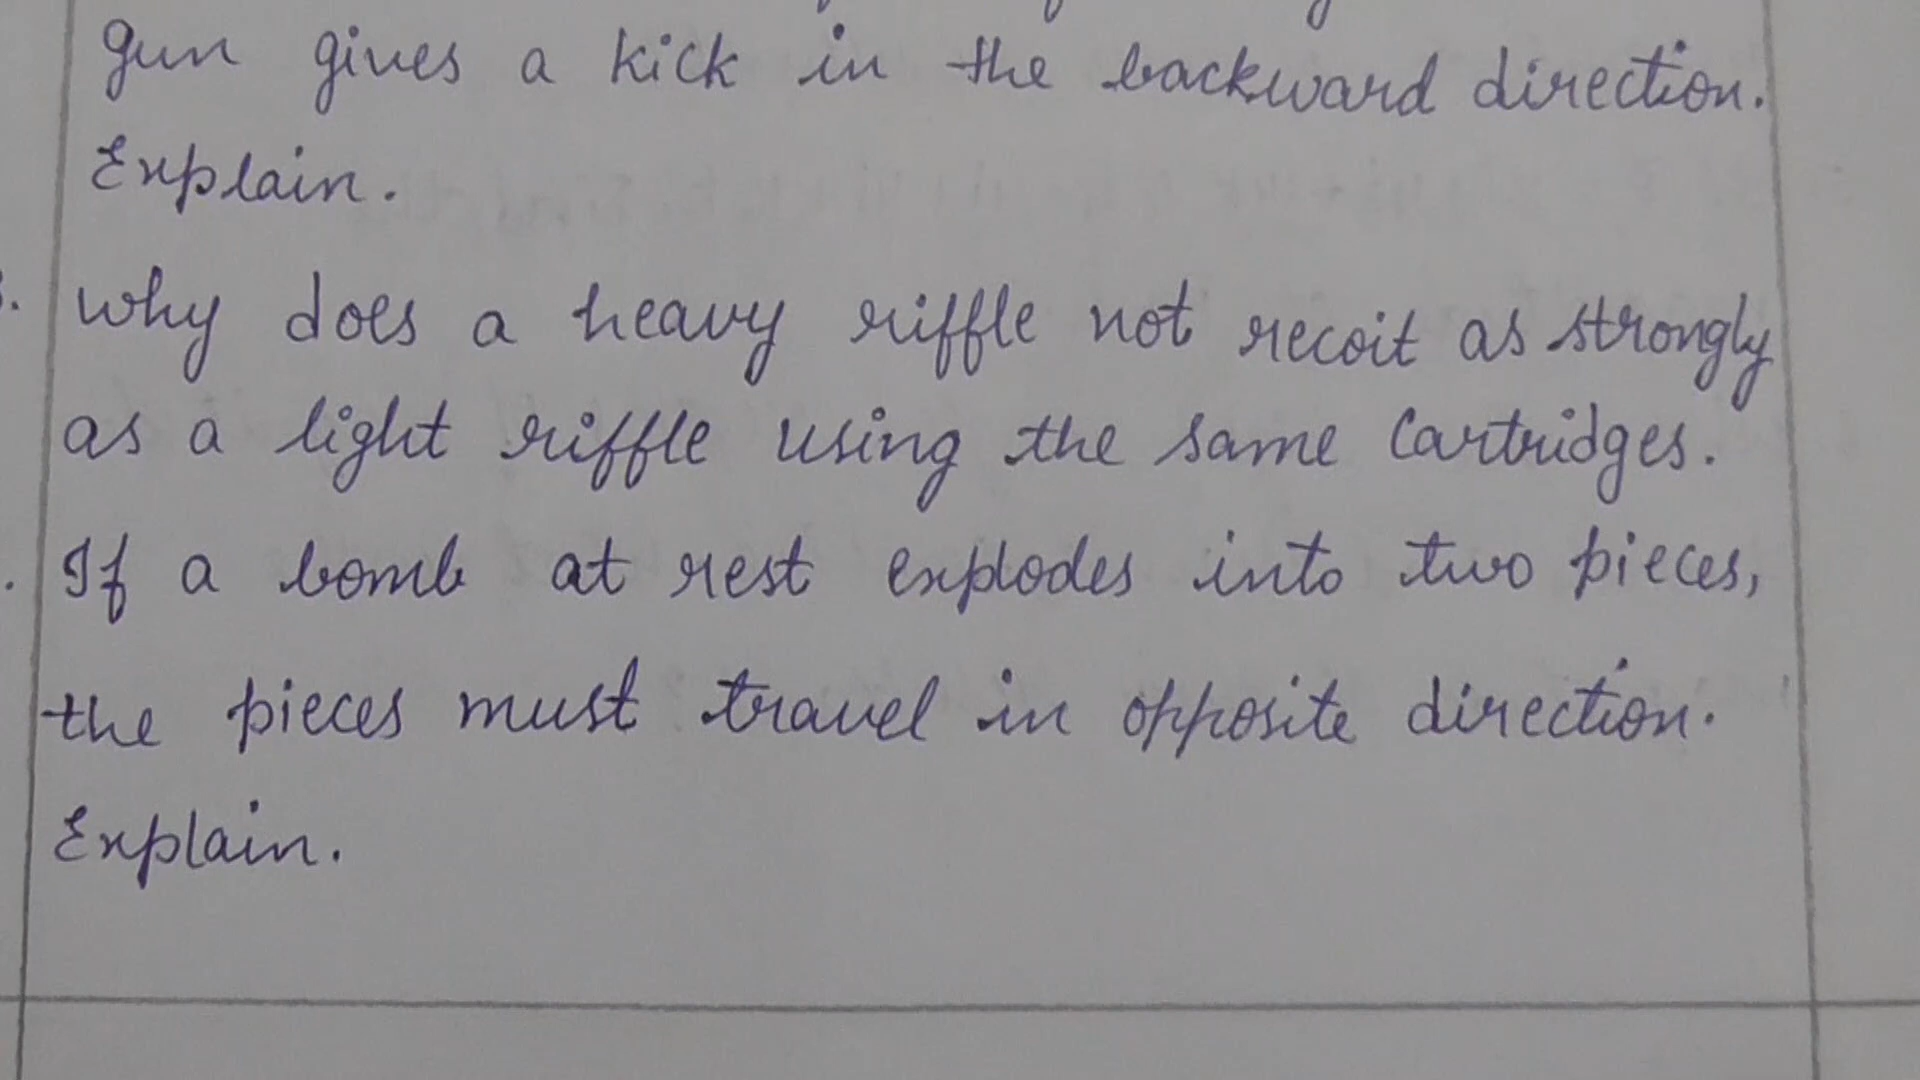 gun gives a kick in the backward direction.
Explain.
why does a heavy riffle not recoit as strongly
as a light riffle using the same Cartridges.
If a bomb at rest explodes into two pieces,
the pieces must travel in opposite direction.
Explain.